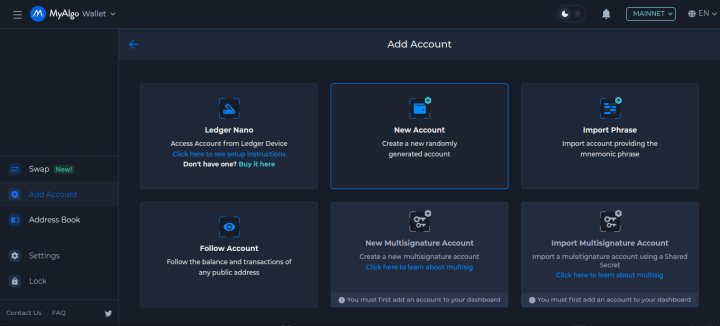 MyAlgo Wallet
MAINNET
EN
Add Account
Ledger Nano
Access Account from Ledger Device
Click here to see setup instructions
Don't have one? Buy it here
New Account
Create a new randomly
generated account
Import Phrase
Import account providing the
mnemonic phrase
Swap New!
Add Account
Address Book
Settings
Lock
Follow Account
Follow the balance and transactions of
any public address
New Multisignature Account
Create a new multisignature account
Click here to learn about multisig
You must first add an account to your dashboard
Import Multisignature Account
Import a mulsitignature account using a Shared
Secret
Click here to learn about multisig
You must first add an account to your dashboard
Contact Us FAQ